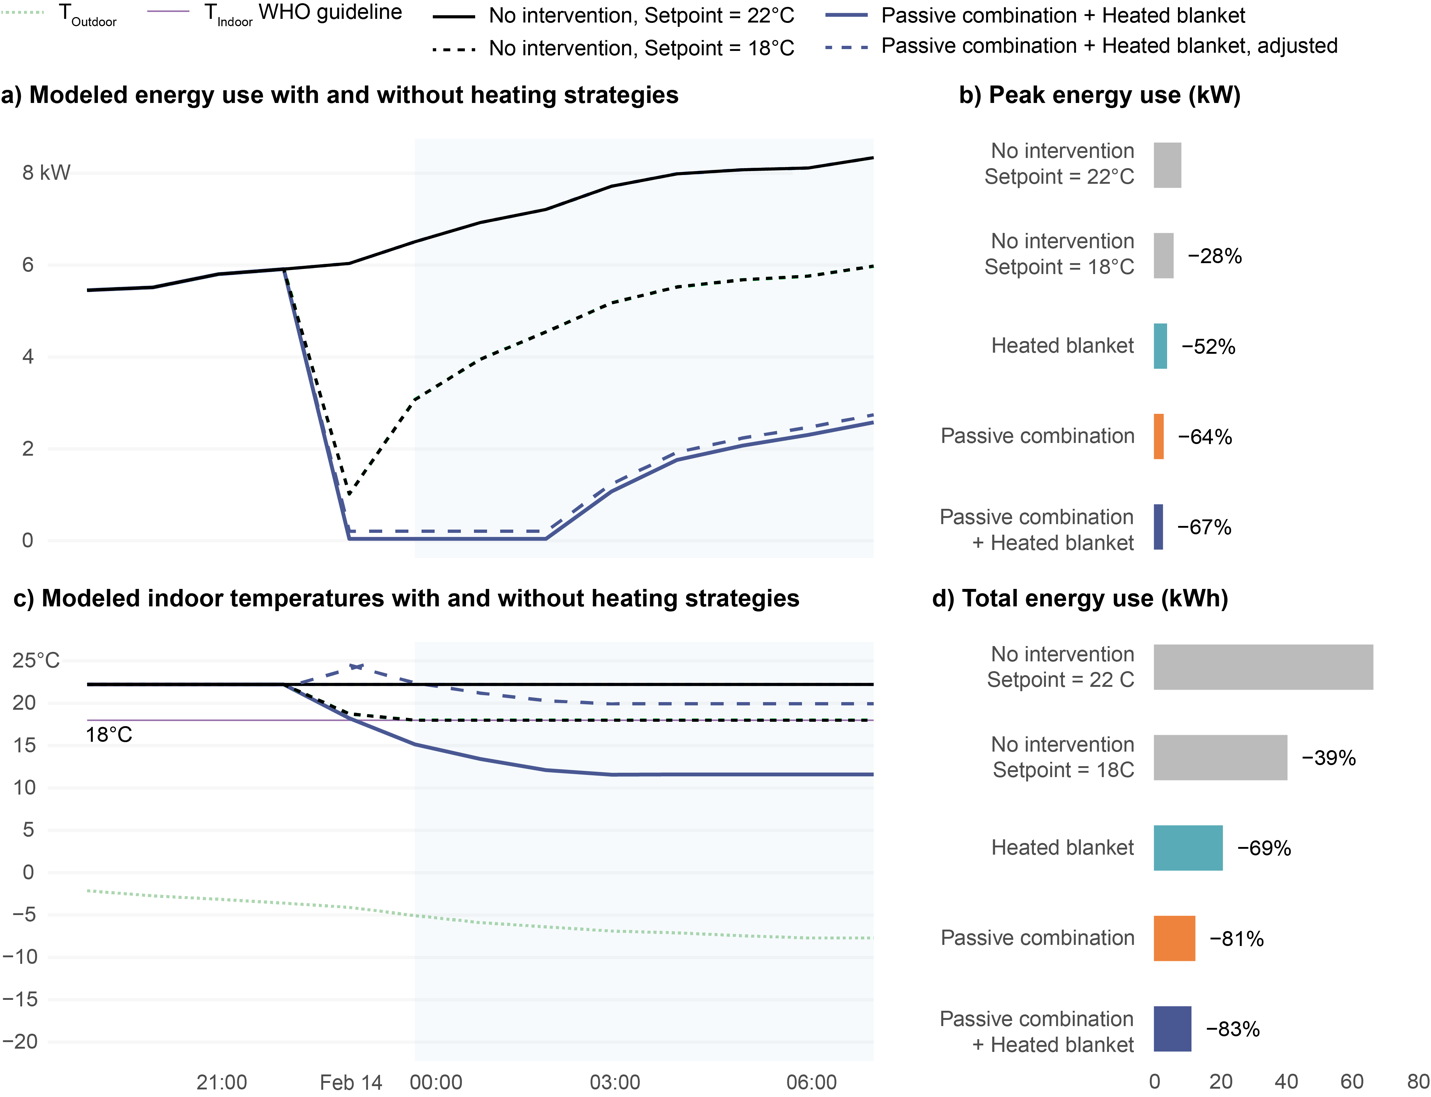 TOutdoor
TIndoor WHO guideline
No intervention, Setpoint = 22°C
Passive combination + Heated blanket
No intervention, Setpoint = 18°C
Passive combination + Heated blanket, adjusted
a) Modeled energy use with and without heating strategies
8 kW
6
4
2
0
b) Peak energy use (kW)
No intervention
Setpoint = 22°C
No intervention
Setpoint = 18°C
−28%
Heated blanket
−52%
Passive combination
−64%
Passive combination
+ Heated blanket
−67%
c) Modeled indoor temperatures with and without heating strategies
25°C
20
18°C
15
10
5
0
−5
−10
−15
−20
21:00
Feb 14
00:00
03:00
06:00
d) Total energy use (kWh)
No intervention
Setpoint = 22 C
No intervention
Setpoint = 18C
−39%
Heated blanket
−69%
Passive combination
−81%
Passive combination
+ Heated blanket
−83%
0
20
40
60
80